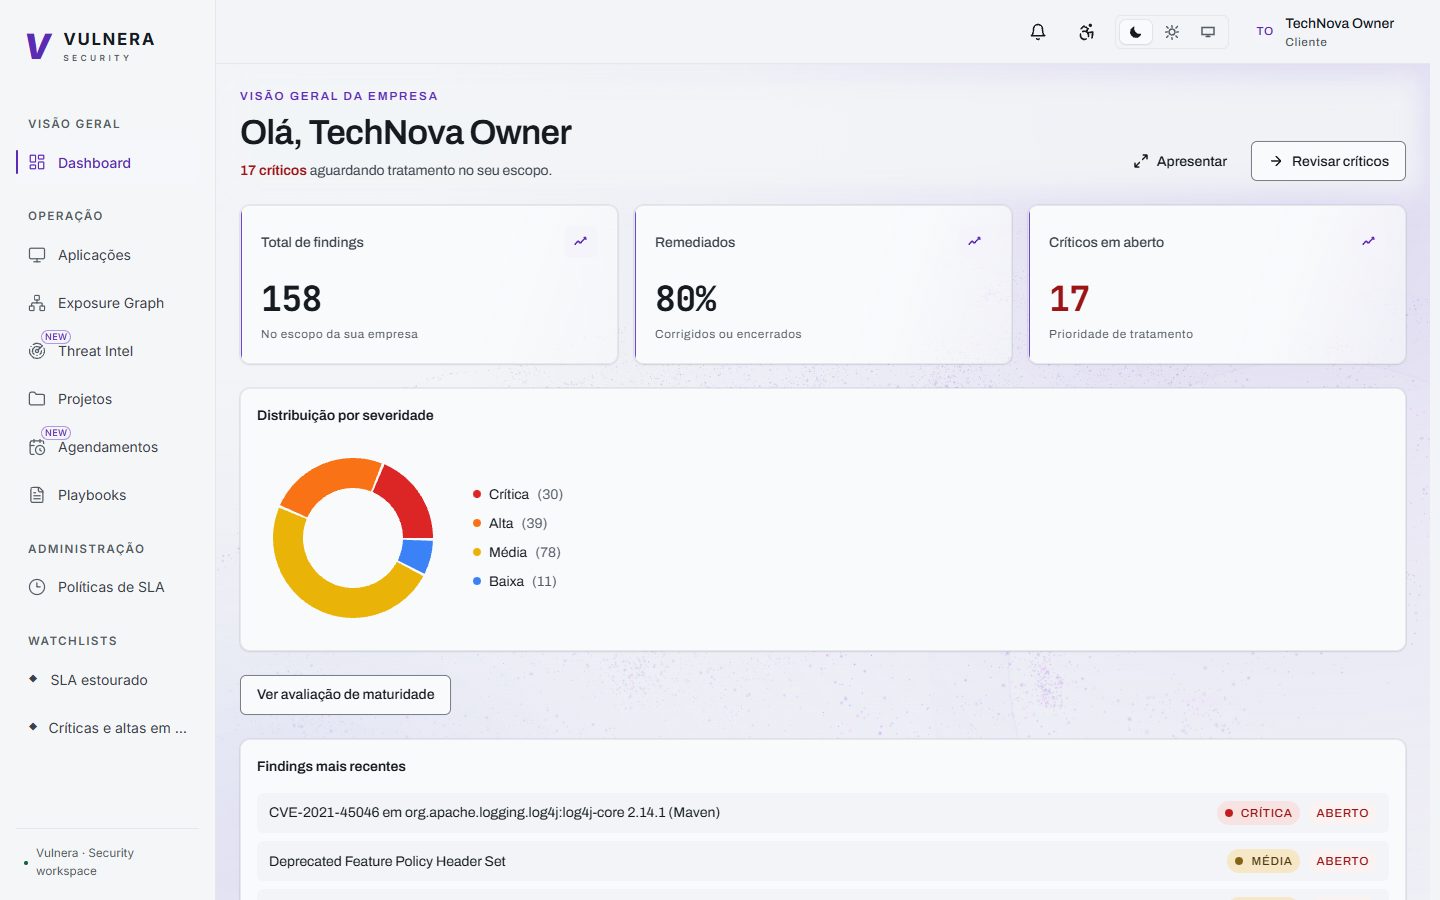 VULNERA
SECURITY
VISÃO GERAL
Dashboard
OPERAÇÃO
Aplicações
Exposure Graph
NEW
Threat Intel
Projetos
NEW
Agendamentos
Playbooks
ADMINISTRAÇÃO
Políticas de SLA
WATCHLISTS
SLA estourado
Críticas e altas em ...
Vulnera · Security
workspace
TO
TechNova Owner
Cliente
VISÃO GERAL DA EMPRESA
Olá, TechNova Owner
17 críticos aguardando tratamento no seu escopo.
Apresentar
Revisar críticos
Total de findings
158
No escopo da sua empresa
Remediados
80%
Corrigidos ou encerrados
Críticos em aberto
17
Prioridade de tratamento
Distribuição por severidade
Crítica (30)
Alta (39)
Média (78)
Baixa (11)
Ver avaliação de maturidade
Findings mais recentes
CVE-2021-45046 em org.apache.logging.log4j:log4j-core 2.14.1 (Maven)
CRÍTICA
ABERTO
Deprecated Feature Policy Header Set
MÉDIA
ABERTO